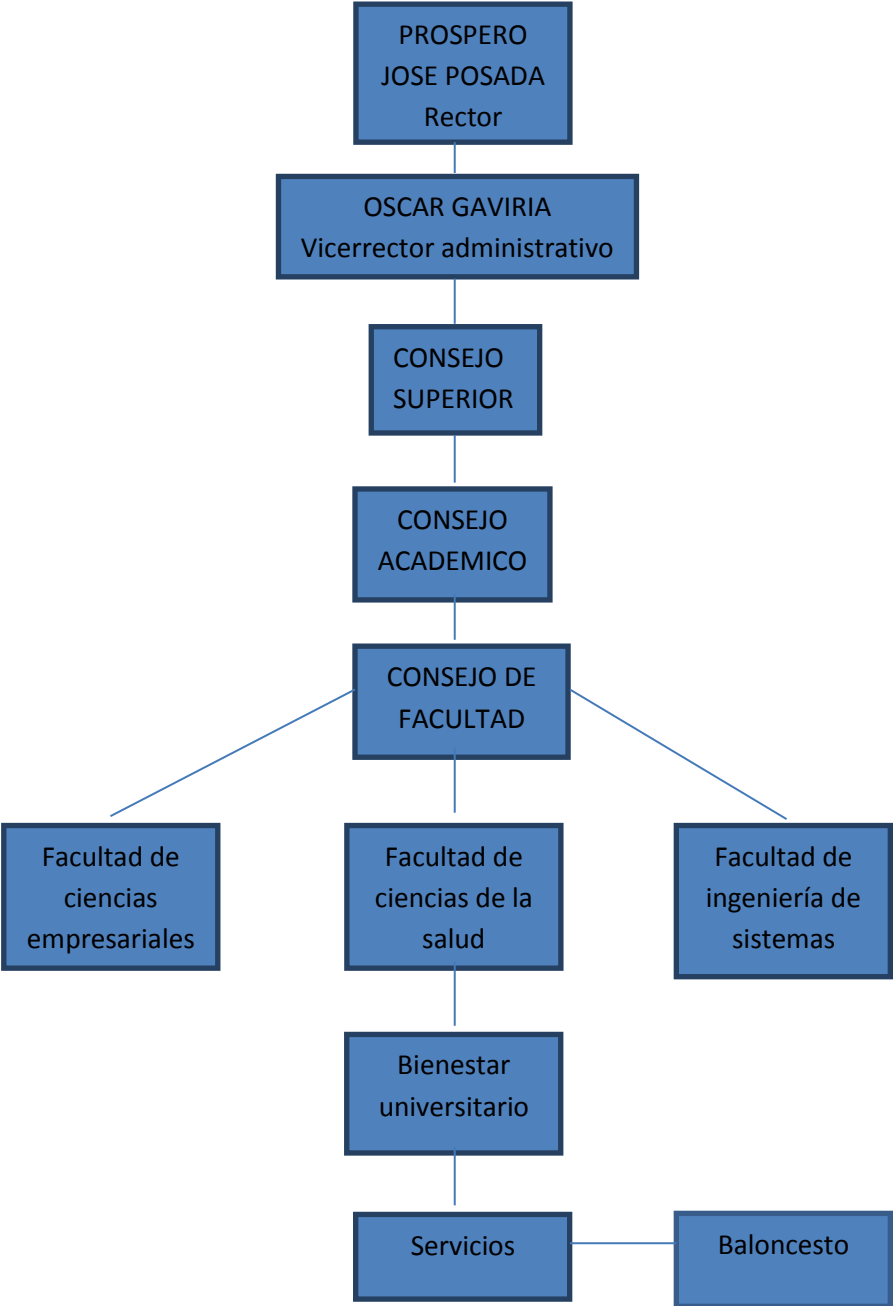 PROSPERO
JOSE POSADA
Rector
OSCAR GAVIRIA
Vicerrector administrativo
CONSEJO
SUPERIOR
CONSEJO
ACADEMICO
CONSEJO DE
FACULTAD
Facultad de
ciencias
empresariales
Facultad de
ciencias de la
salud
Facultad de
ingeniería de
sistemas
Bienestar
universitario
Servicios
Baloncesto